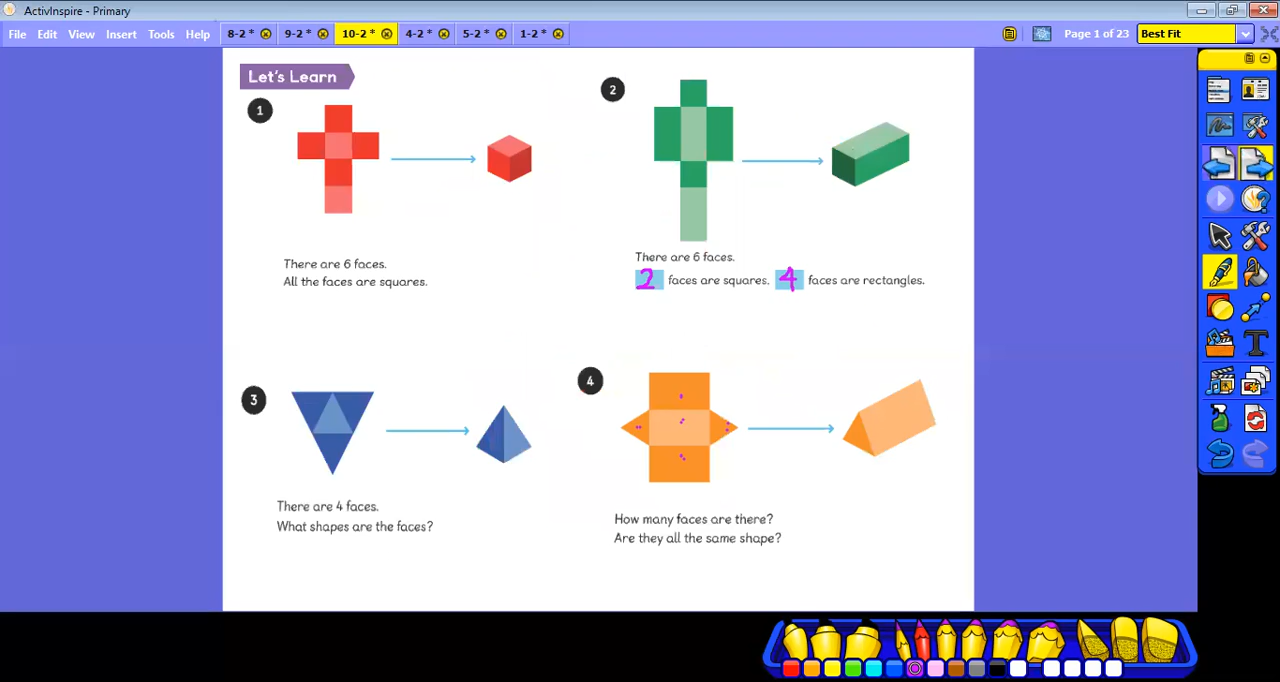 ActivInspire - Primary
File Edit View Insert Tools Help
8-2 * 9-2 * 10-2 * 4-2 * 5-2 * 1-2 *
Page 1 of 23
Best Fit
Let's Learn
1
2
There are 6 faces.
All the faces are squares.
There are 6 faces.
2 faces are squares. 4 faces are rectangles.
3
4
There are 4 faces.
What shapes are the faces?
How many faces are there?
Are they all the same shape?